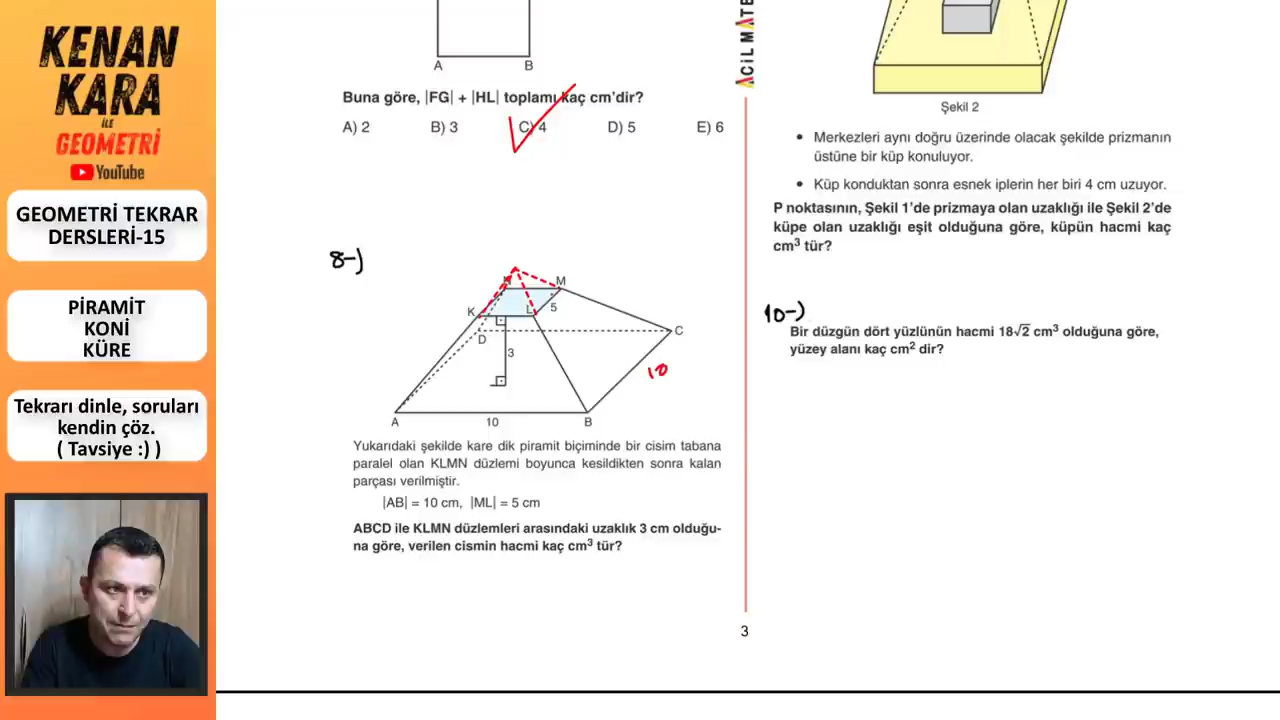 KENAN
KARA
İLE
GEOMETRİ
YouTube
GEOMETRİ TEKRAR
DERSLERİ-15
PİRAMİT
KONİ
KÜRE
Tekrarı dinle, soruları
kendin çöz.
( Tavsiye :) )
A B
Buna göre, |FG| + |HL| toplamı kaç cm'dir?
A) 2 B) 3 C) 4 D) 5 E) 6
8-)
N M
K L 5
D C
3
10
A 10 B
Yukarıdaki şekilde kare dik piramit biçiminde bir cisim tabana
paralel olan KLMN düzlemi boyunca kesildikten sonra kalan
parçası verilmiştir.
|AB| = 10 cm, |ML| = 5 cm
ABCD ile KLMN düzlemleri arasındaki uzaklık 3 cm olduğu-
na göre, verilen cismin hacmi kaç cm³ tür?
ACİL MATE
3
Şekil 2
• Merkezleri aynı doğru üzerinde olacak şekilde prizmanın
üstüne bir küp konuluyor.
• Küp konduktan sonra esnek iplerin her biri 4 cm uzuyor.
P noktasının, Şekil 1'de prizmaya olan uzaklığı ile Şekil 2'de
küpe olan uzaklığı eşit olduğuna göre, küpün hacmi kaç
cm³ tür?
10-)
Bir düzgün dört yüzlünün hacmi 18√2 cm³ olduğuna göre,
yüzey alanı kaç cm² dir?